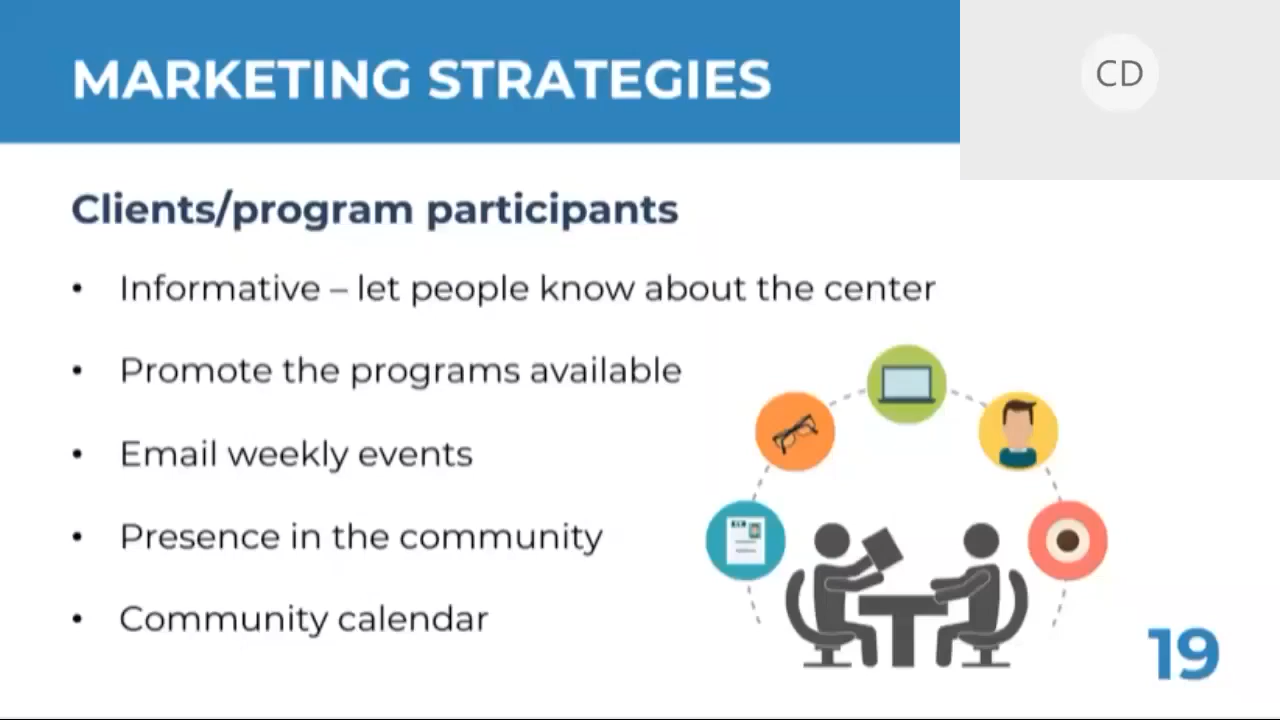 MARKETING STRATEGIES
CD
Clients/program participants
• Informative – let people know about the center
• Promote the programs available
• Email weekly events
• Presence in the community
• Community calendar
19